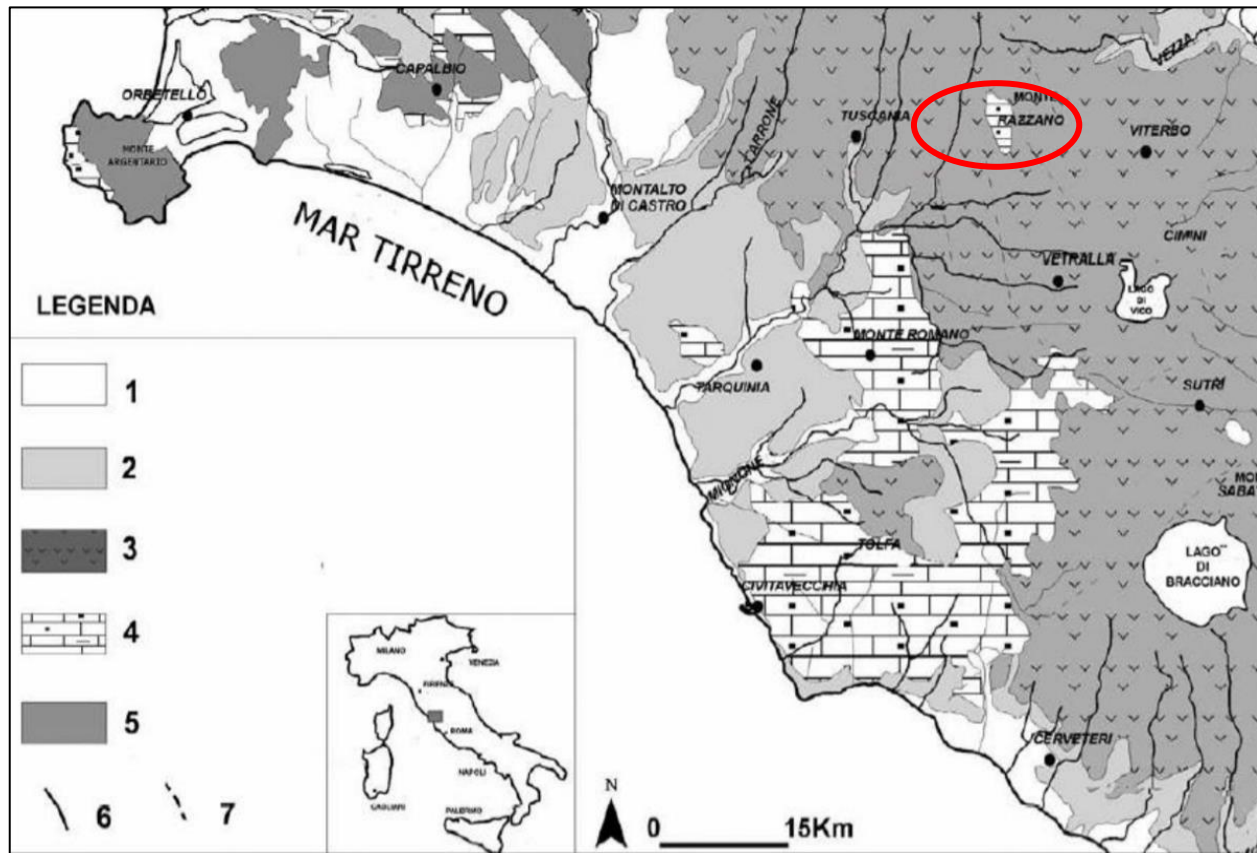 ORBETELLO
CAPALBIO
MONTE
ARGENTARIO
MONTALTO
DI CASTRO
TUSCANIA
MONTE
RAZZANO
VITERBO
VEZZA
CIMINI
VETRALLA
LAGO
DI
VICO
MAR TIRRENO
MONTE ROMANO
TARQUINIA
SUTRI
MIGNONE
TOLFA
CIVITAVECCHIA
LAGO
DI
BRACCIANO
CERVETERI
LEGENDA
1
2
3
4
5
6 7
MILANO
VENEZIA
ROMA
NAPOLI
CAGLIARI
PALERMO
N
0 15Km